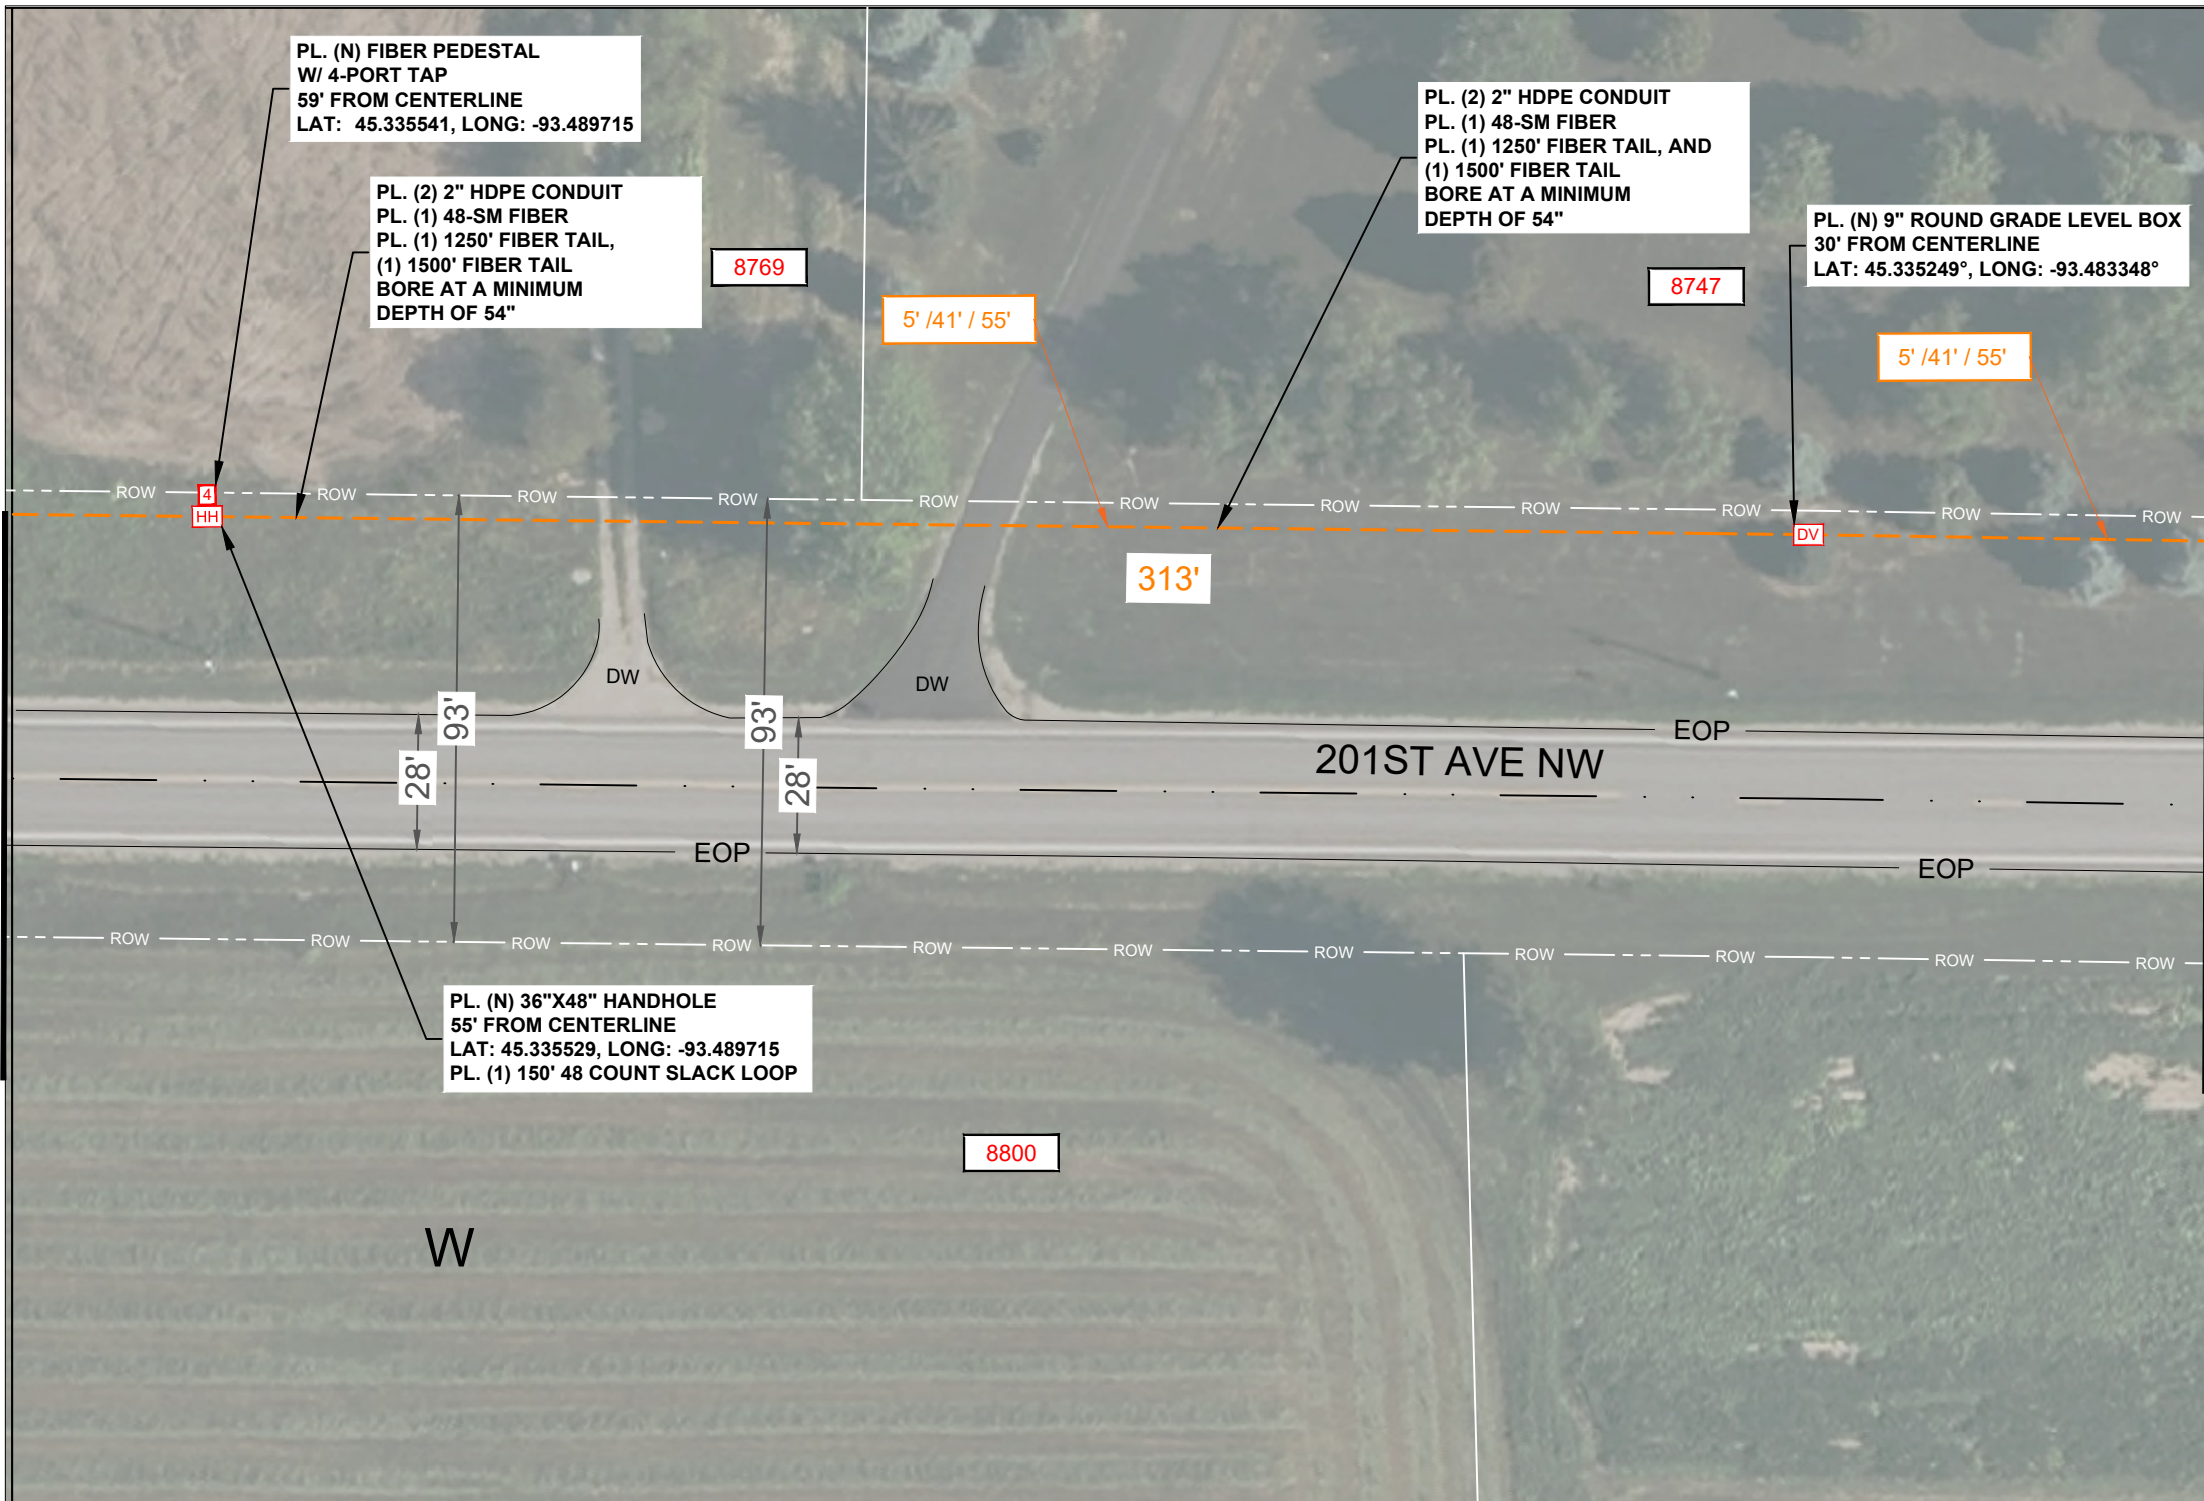 PL. (N) FIBER PEDESTAL
W/ 4-PORT TAP
59' FROM CENTERLINE
LAT:  45.335541, LONG: -93.489715
PL. (2) 2" HDPE CONDUIT
PL. (1) 48-SM FIBER
PL. (1) 1250' FIBER TAIL,
(1) 1500' FIBER TAIL
BORE AT A MINIMUM
DEPTH OF 54"
8769
5' /41' / 55'
PL. (2) 2" HDPE CONDUIT
PL. (1) 48-SM FIBER
PL. (1) 1250' FIBER TAIL, AND
(1) 1500' FIBER TAIL
BORE AT A MINIMUM
DEPTH OF 54"
8747
PL. (N) 9" ROUND GRADE LEVEL BOX
30' FROM CENTERLINE
LAT: 45.335249°, LONG: -93.483348°
5' /41' / 55'
ROW 4 ROW ROW ROW ROW ROW ROW ROW ROW ROW ROW
HH
DV
313'
DW
DW
93'
93'
28'
28'
EOP
201ST AVE NW
EOP
EOP
ROW ROW ROW ROW ROW ROW ROW ROW ROW ROW ROW
PL. (N) 36"X48" HANDHOLE
55' FROM CENTERLINE
LAT: 45.335529, LONG: -93.489715
PL. (1) 150' 48 COUNT SLACK LOOP
8800
W